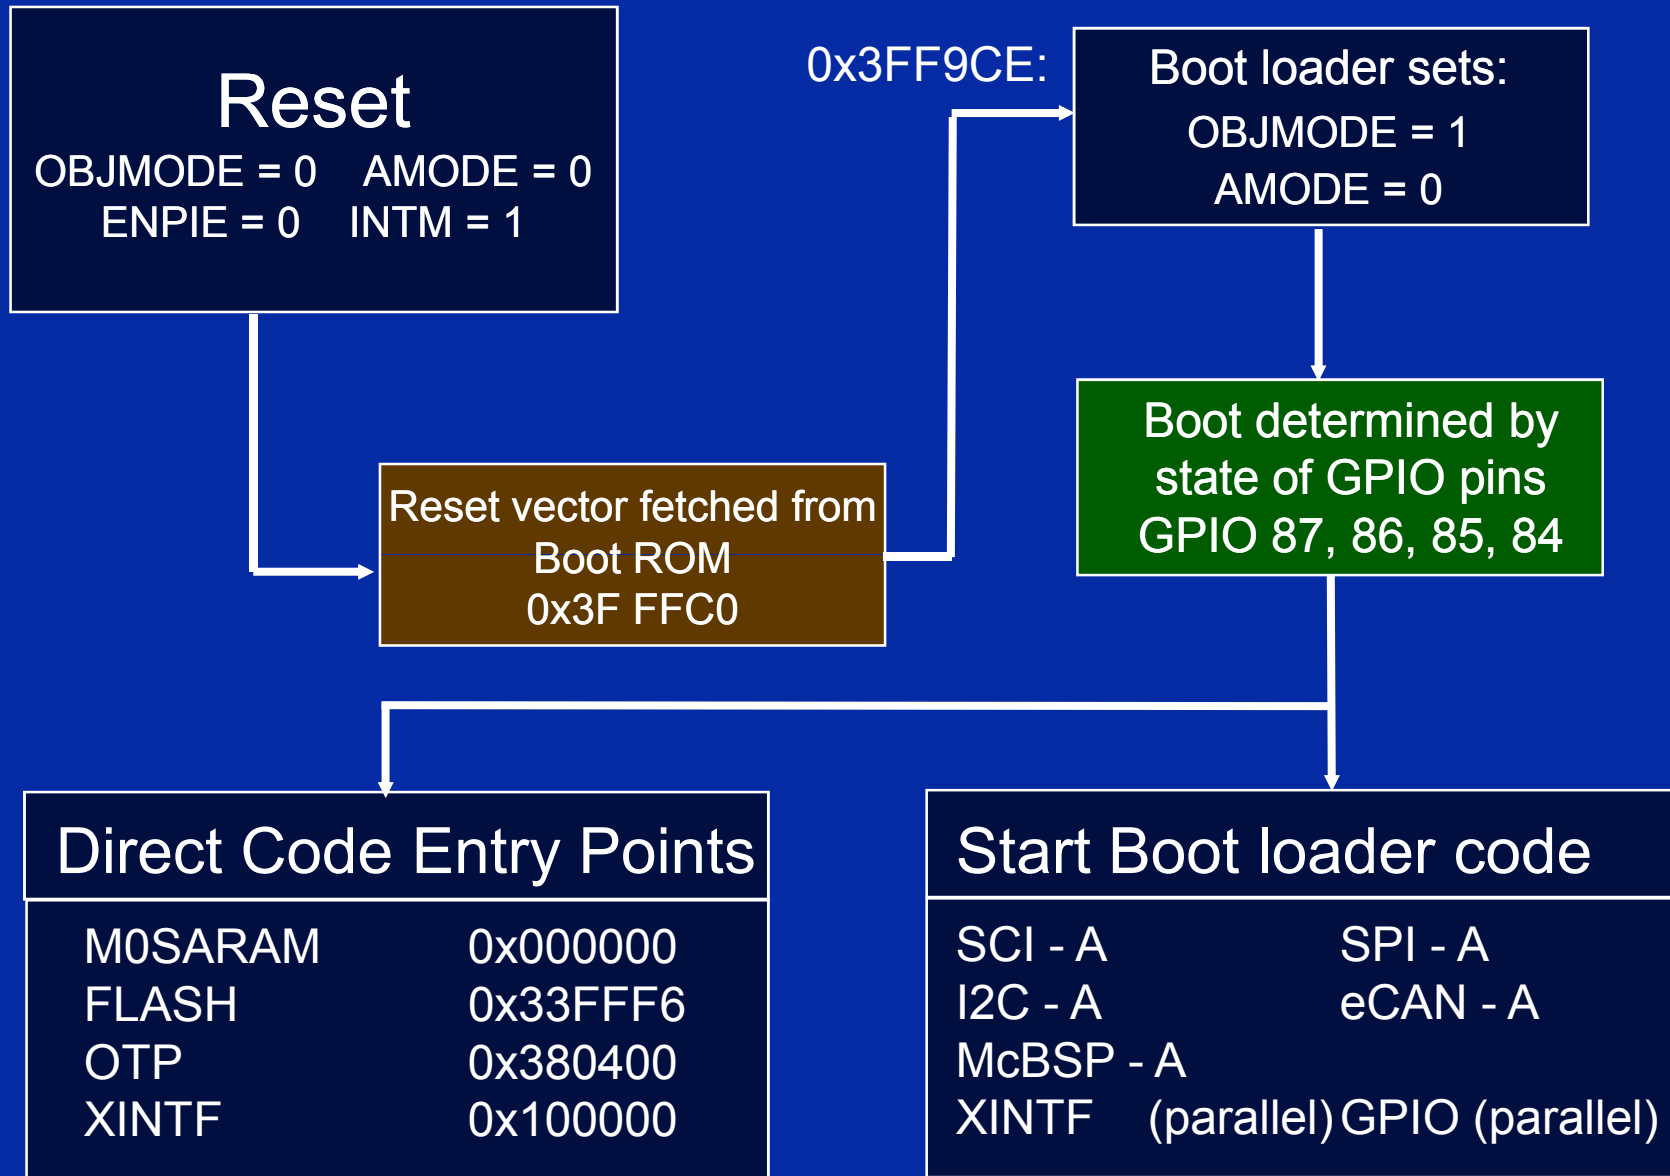 Reset
OBJMODE = 0 AMODE = 0
ENPIE = 0 INTM = 1
0x3FF9CE:
Boot loader sets:
OBJMODE = 1
AMODE = 0
Reset vector fetched from
Boot ROM
0x3F FFC0
Boot determined by
state of GPIO pins
GPIO 87, 86, 85, 84
Direct Code Entry Points
M0SARAM 0x000000
FLASH 0x33FFF6
OTP 0x380400
XINTF 0x100000
Start Boot loader code
SCI - A SPI - A
I2C - A eCAN - A
McBSP - A
XINTF (parallel) GPIO (parallel)